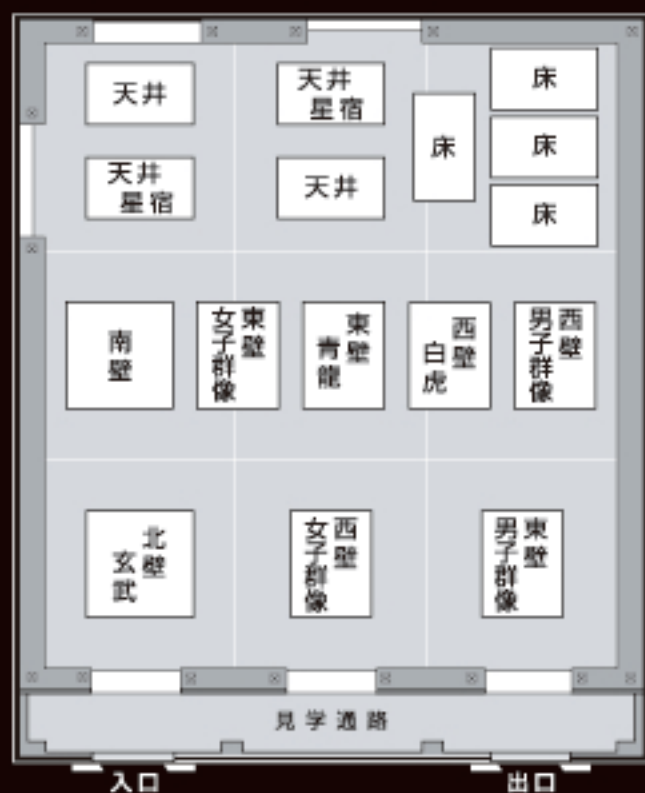 天井
天井
星宿
床
床
天井
星宿
天井
床
床
南壁
東壁
女子群像
東壁
青龍
西壁
白虎
西壁
男子群像
北壁
玄武
西壁
女子群像
東壁
男子群像
見学通路
入口
出口